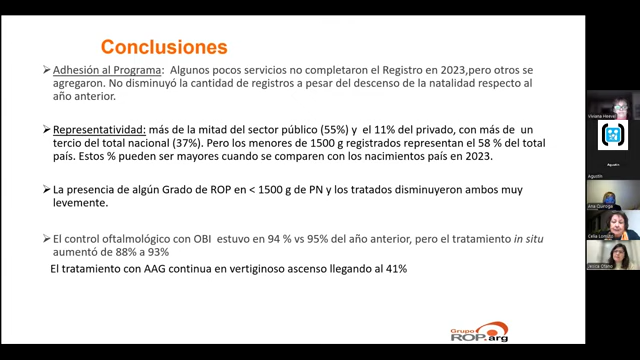 Conclusiones
➢Adhesión al Programa: Algunos pocos servicios no completaron el Registro en 2023,pero otros se
agregaron. No disminuyó la cantidad de registros a pesar del descenso de la natalidad respecto al
año anterior.
➢Representatividad: más de la mitad del sector público (55%) y el 11% del privado, con más de un
tercio del total nacional (37%). Pero los menores de 1500 g registrados representan el 58 % del total
país. Estos % pueden ser mayores cuando se comparen con los nacimientos país en 2023.
➢La presencia de algún Grado de ROP en < 1500 g de PN y los tratados disminuyeron ambos muy
levemente.
➢El control oftalmológico con OBI estuvo en 94 % vs 95% del año anterior, pero el tratamiento in situ
aumentó de 88% a 93%
El tratamiento con AAG continua en vertiginoso ascenso llegando al 41%
Grupo
ROP.arg
Agustin
Agustin
Ana Quiroga